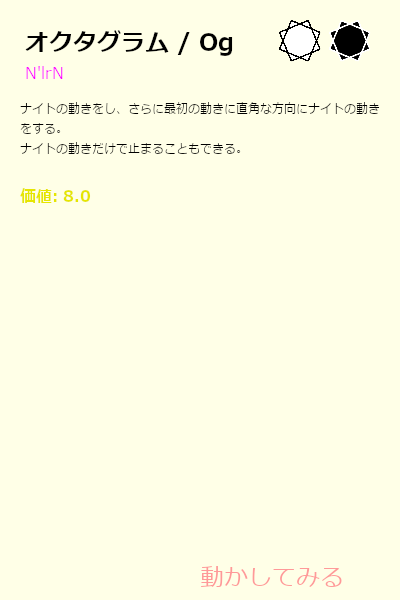 オクタグラム / Og
N'lrN
ナイトの動きをし、さらに最初の動きに直角な方向にナイトの動き
をする。
ナイトの動きだけで止まることもできる。
価値: 8.0
動かしてみる